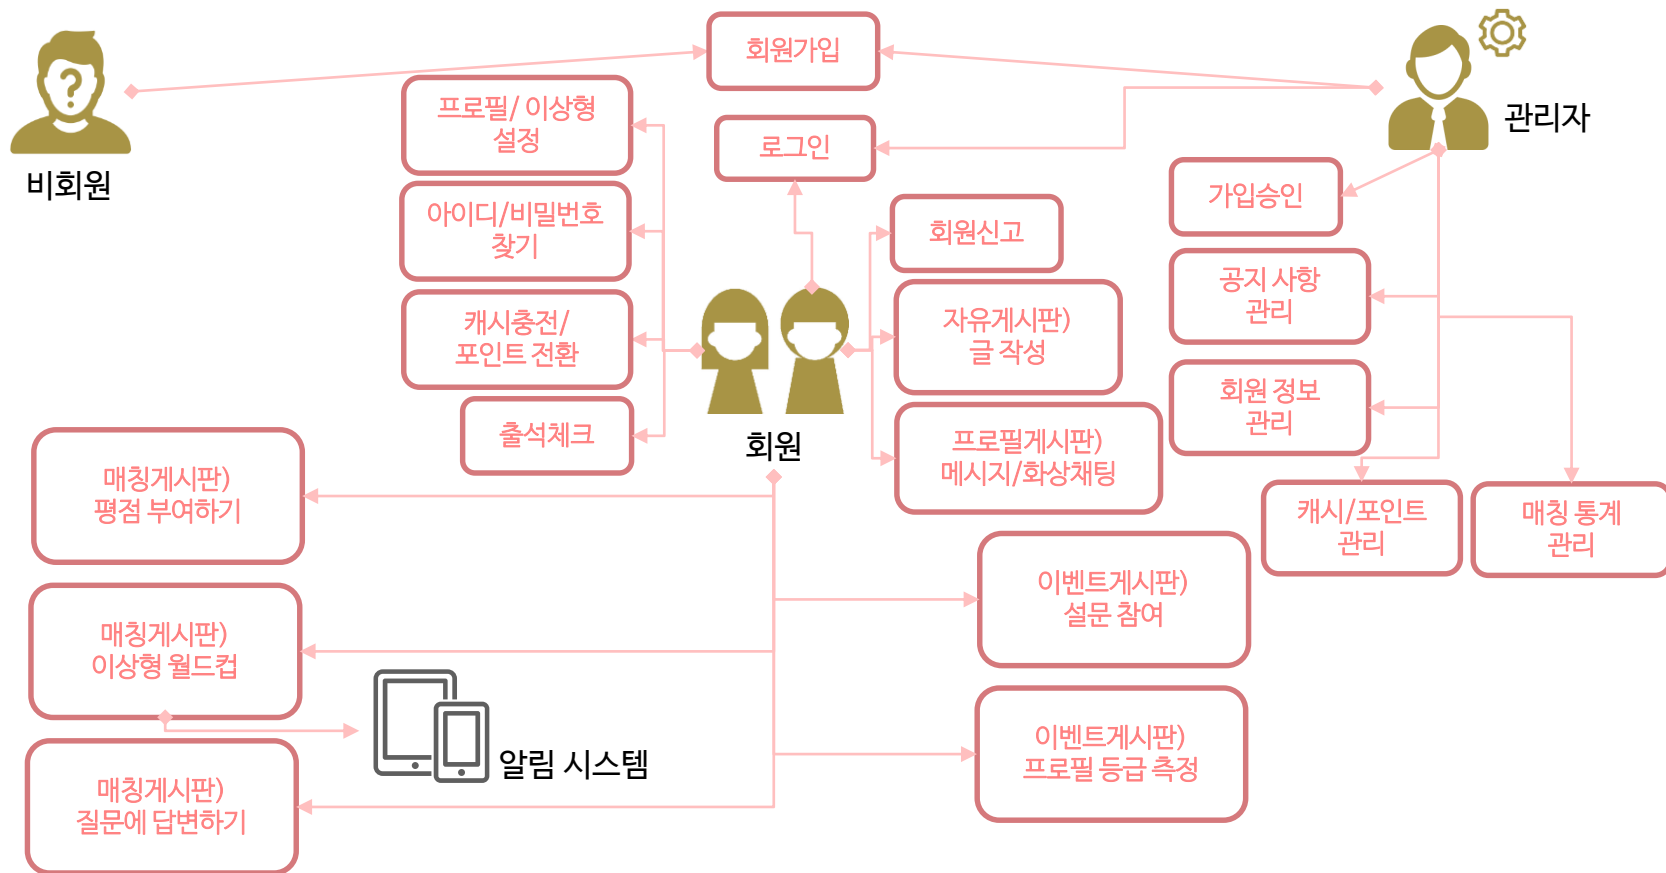 회원가입
관리자
비회원
프로필/ 이상형
설정
로그인
가입승인
아이디/비밀번호
찾기
회원신고
공지 사항
관리
캐시충전/
포인트 전환
자유게시판)
글 작성
회원 정보
관리
출석체크
회원
프로필게시판)
메시지/화상채팅
매칭게시판)
평점 부여하기
캐시/포인트
관리
매칭 통계
관리
이벤트게시판)
설문 참여
매칭게시판)
이상형 월드컵
알림 시스템
이벤트게시판)
프로필 등급 측정
매칭게시판)
질문에 답변하기